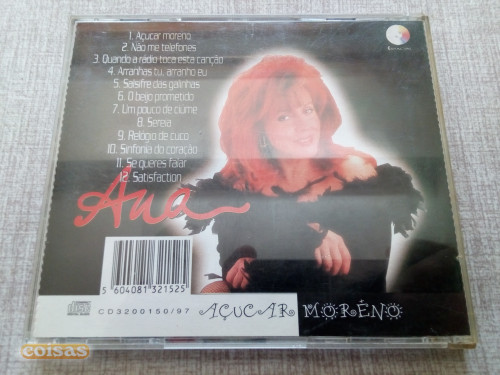 1. Açucar moreno
2. Não me telefones
3. Quando a rádio toca esta canção
4. Arranhas tu, arranho eu
5. Salsifre das galinhas
6. O beijo prometido
7. Um pouco de ciúme
8. Sereia
9. Relógio de cuco
10. Sinfonia do coração
11. Se queres falar
12. Satisfaction
Ana
5 604081 321525
CD3200150/97
AÇUCAR MORENO
coisas